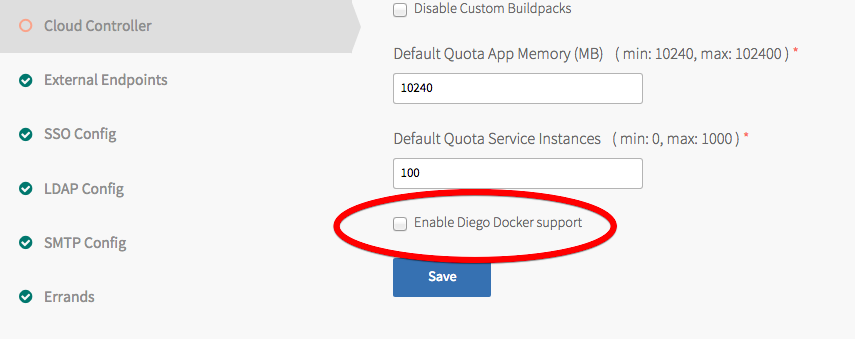 Cloud Controller
External Endpoints
SSO Config
LDAP Config
SMTP Config
Errands
Disable Custom Buildpacks
Default Quota App Memory (MB) ( min: 10240, max: 102400 ) *
10240
Default Quota Service Instances ( min: 0, max: 1000 ) *
100
Enable Diego Docker support
Save